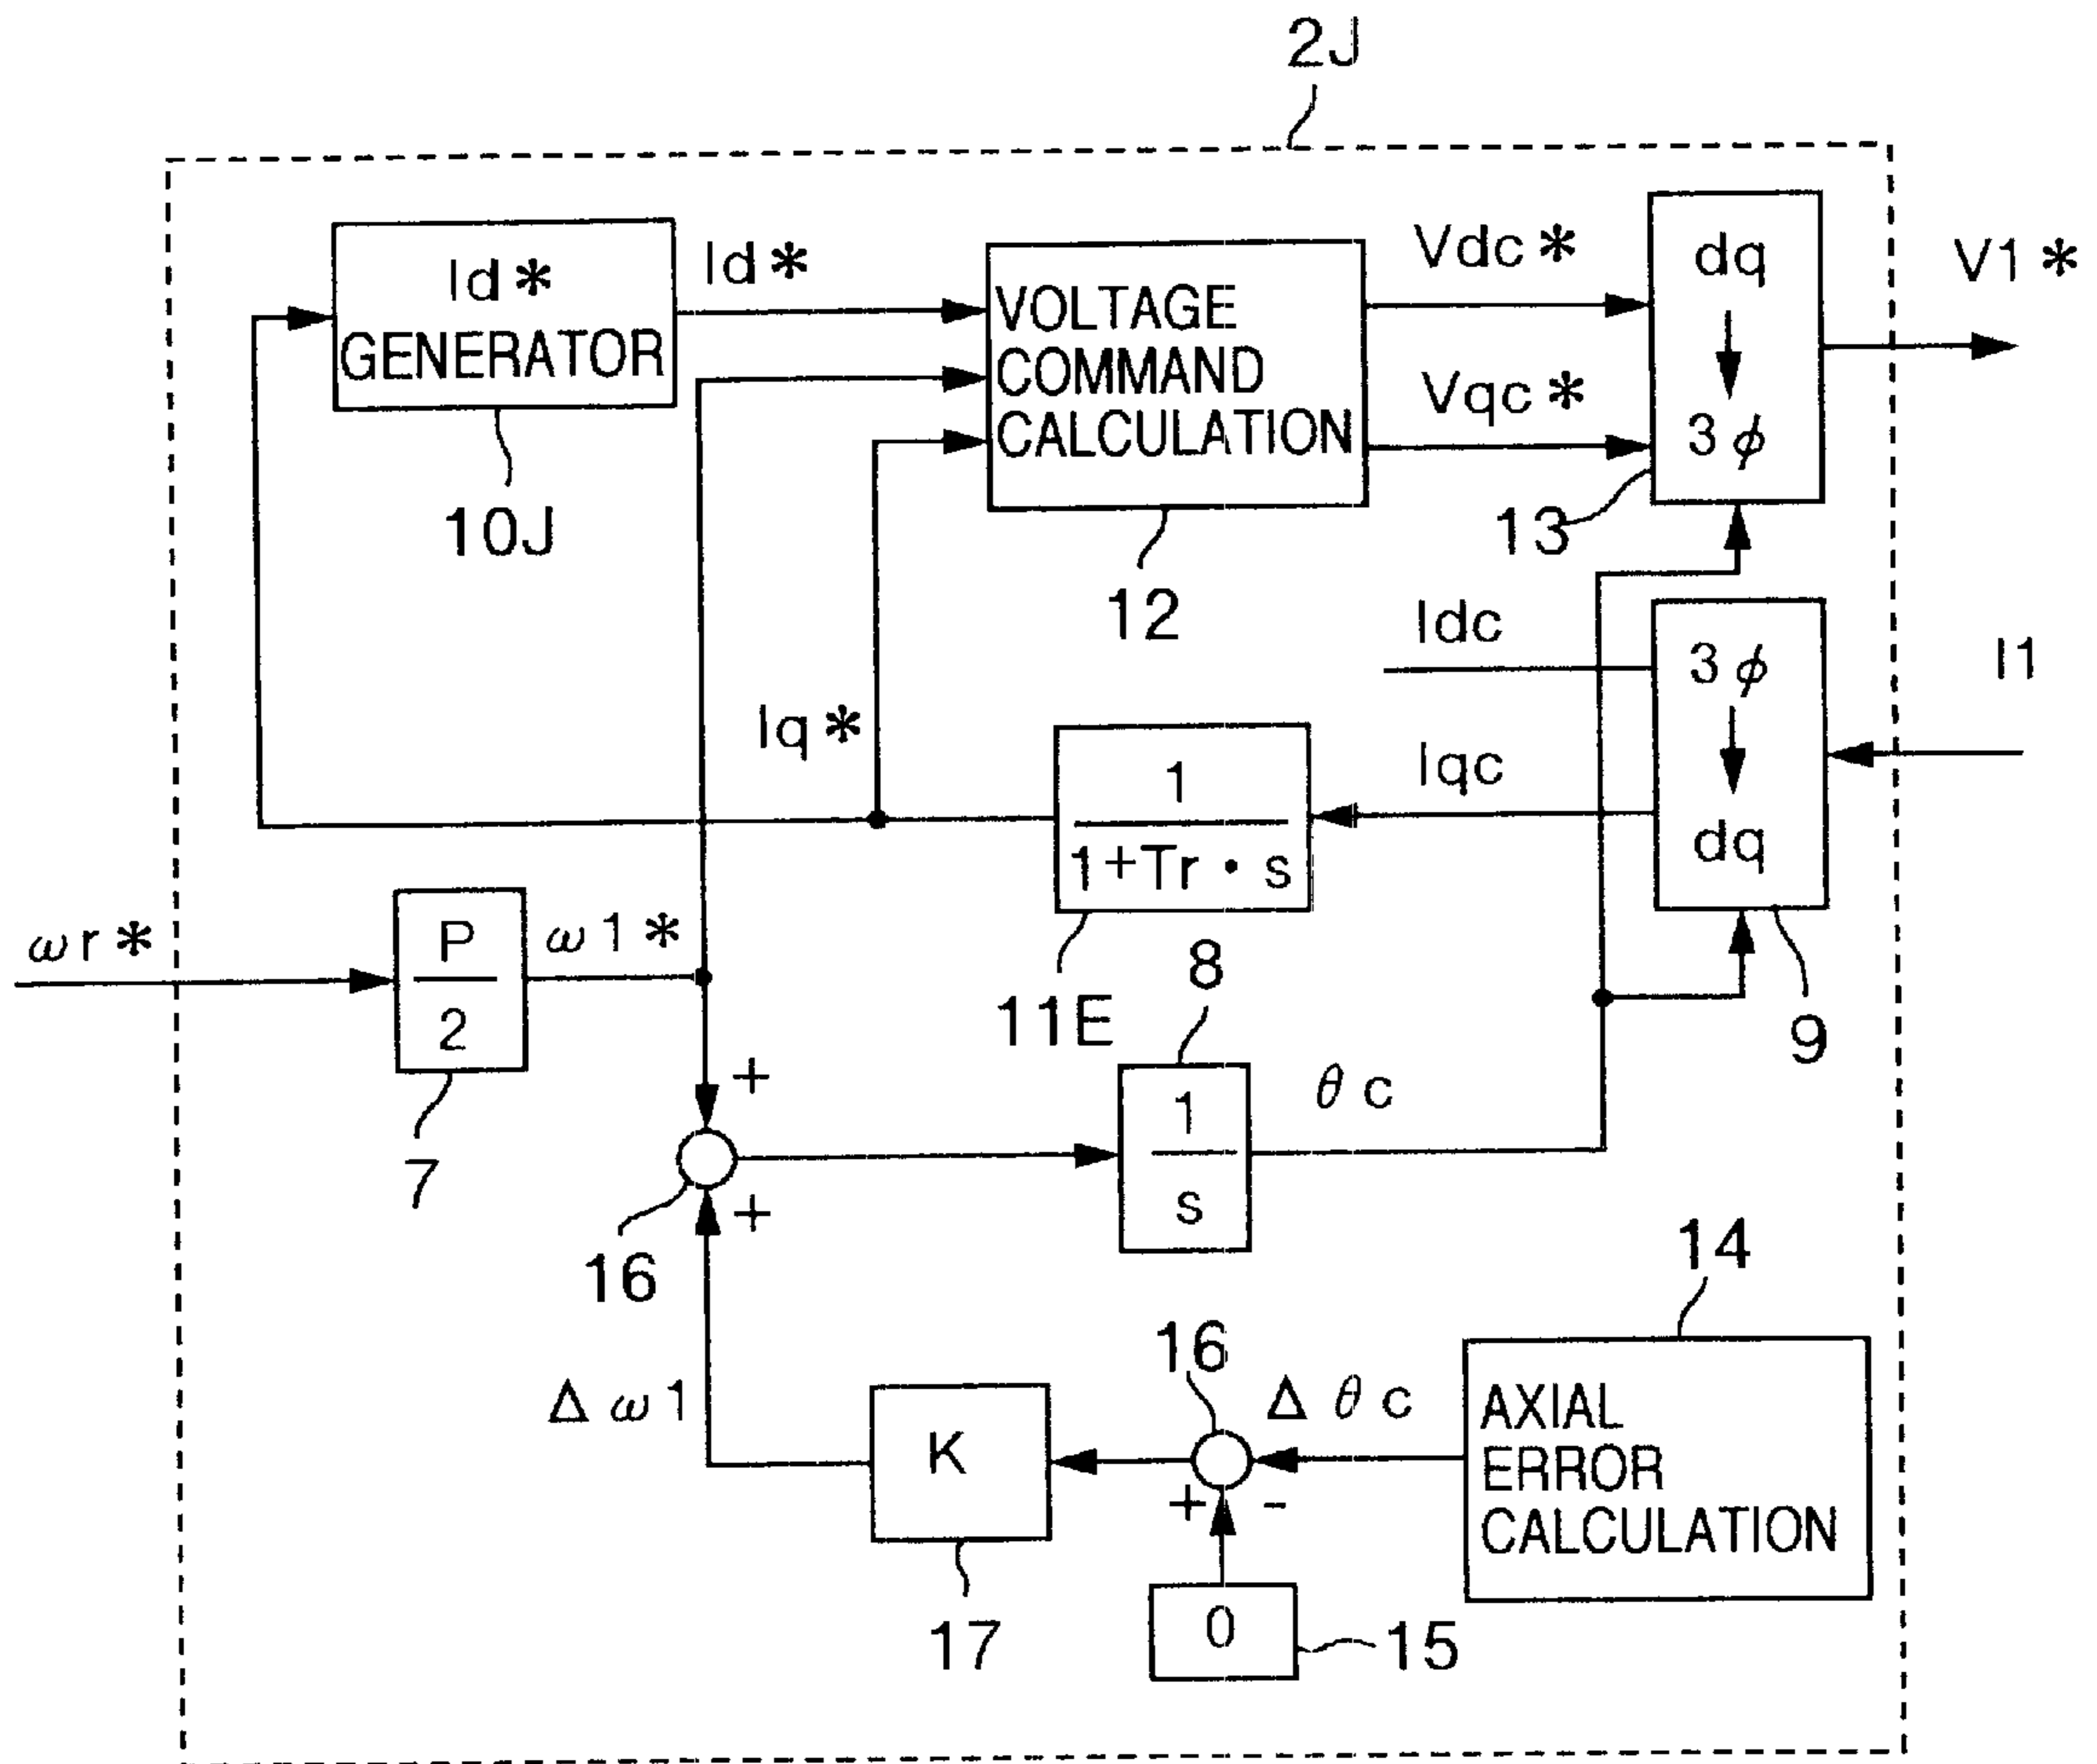 2J
Id*
GENERATOR
Id*
10J
VOLTAGE
COMMAND
CALCULATION
12
Vdc*
Vqc*
dq
3φ
13
V1*
Idc
3φ
dq
I1
Iqc
9
Iq*
1
1+Tr・s
11E
ωr*
P
2
7
ω1*
+
+
16
8
1
s
θc
Δω1
K
17
16
Δθc
+
-
0
15
14
AXIAL
ERROR
CALCULATION